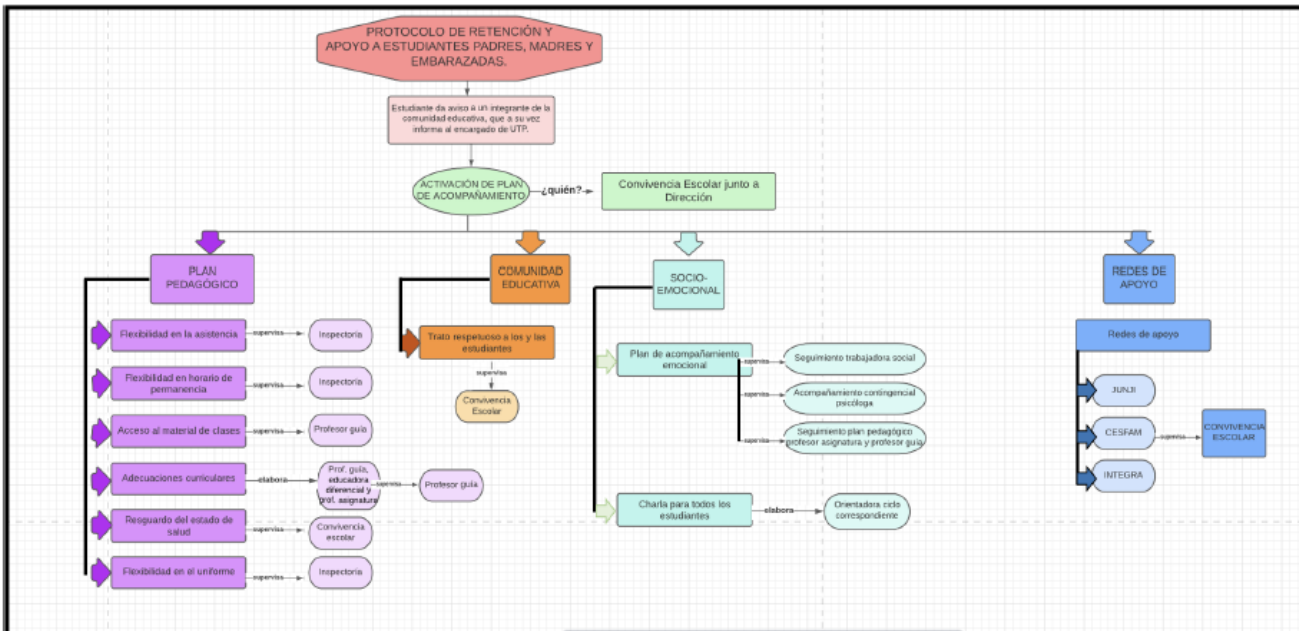 PROTOCOLO DE RETENCIÓN Y
APOYO A ESTUDIANTES PADRES, MADRES Y
EMBARAZADAS.
Estudiante da aviso a un integrante de la
comunidad educativa, que a su vez
informa al encargado de UTP.
ACTIVACIÓN DE PLAN
DE ACOMPAÑAMIENTO
¿quién?
Convivencia Escolar junto a
Dirección
PLAN
PEDAGÓGICO
Flexibilidad en la asistencia
supervisa
Inspectoría
Flexibilidad en horario de
permanencia
supervisa
Inspectoría
Acceso al material de clases
supervisa
Profesor guía
Adecuaciones curriculares
elabora
Prof. guía,
educadora
diferencial y
prof. asignatura
supervisa
Profesor guía
Resguardo del estado de
salud
supervisa
Convivencia
escolar
Flexibilidad en el uniforme
supervisa
Inspectoría
COMUNIDAD
EDUCATIVA
Trato respetuoso a los y las
estudiantes
supervisa
Convivencia
Escolar
SOCIO-
EMOCIONAL
Plan de acompañamiento
emocional
supervisa
Seguimiento trabajadora social
supervisa
Acompañamiento contingencial
psicóloga
supervisa
Seguimiento plan pedagógico
profesor asignatura y profesor guía.
Charla para todos los
estudiantes
elabora
Orientadora ciclo
correspondiente
REDES DE
APOYO
Redes de apoyo
JUNJI
CESFAM
supervisa
CONVIVENCIA
ESCOLAR
INTEGRA